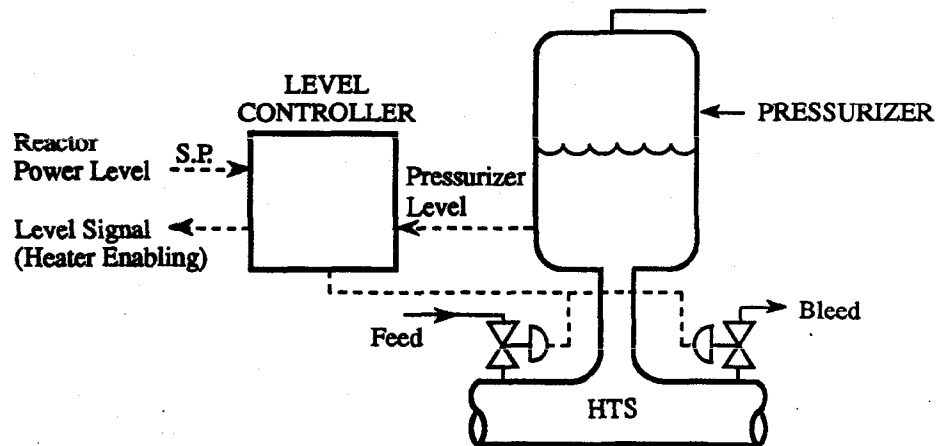 LEVEL
CONTROLLER
PRESSURIZER
Reactor
Power Level
S.P.
Pressurizer
Level
Level Signal
(Heater Enabling)
Feed
Bleed
HTS